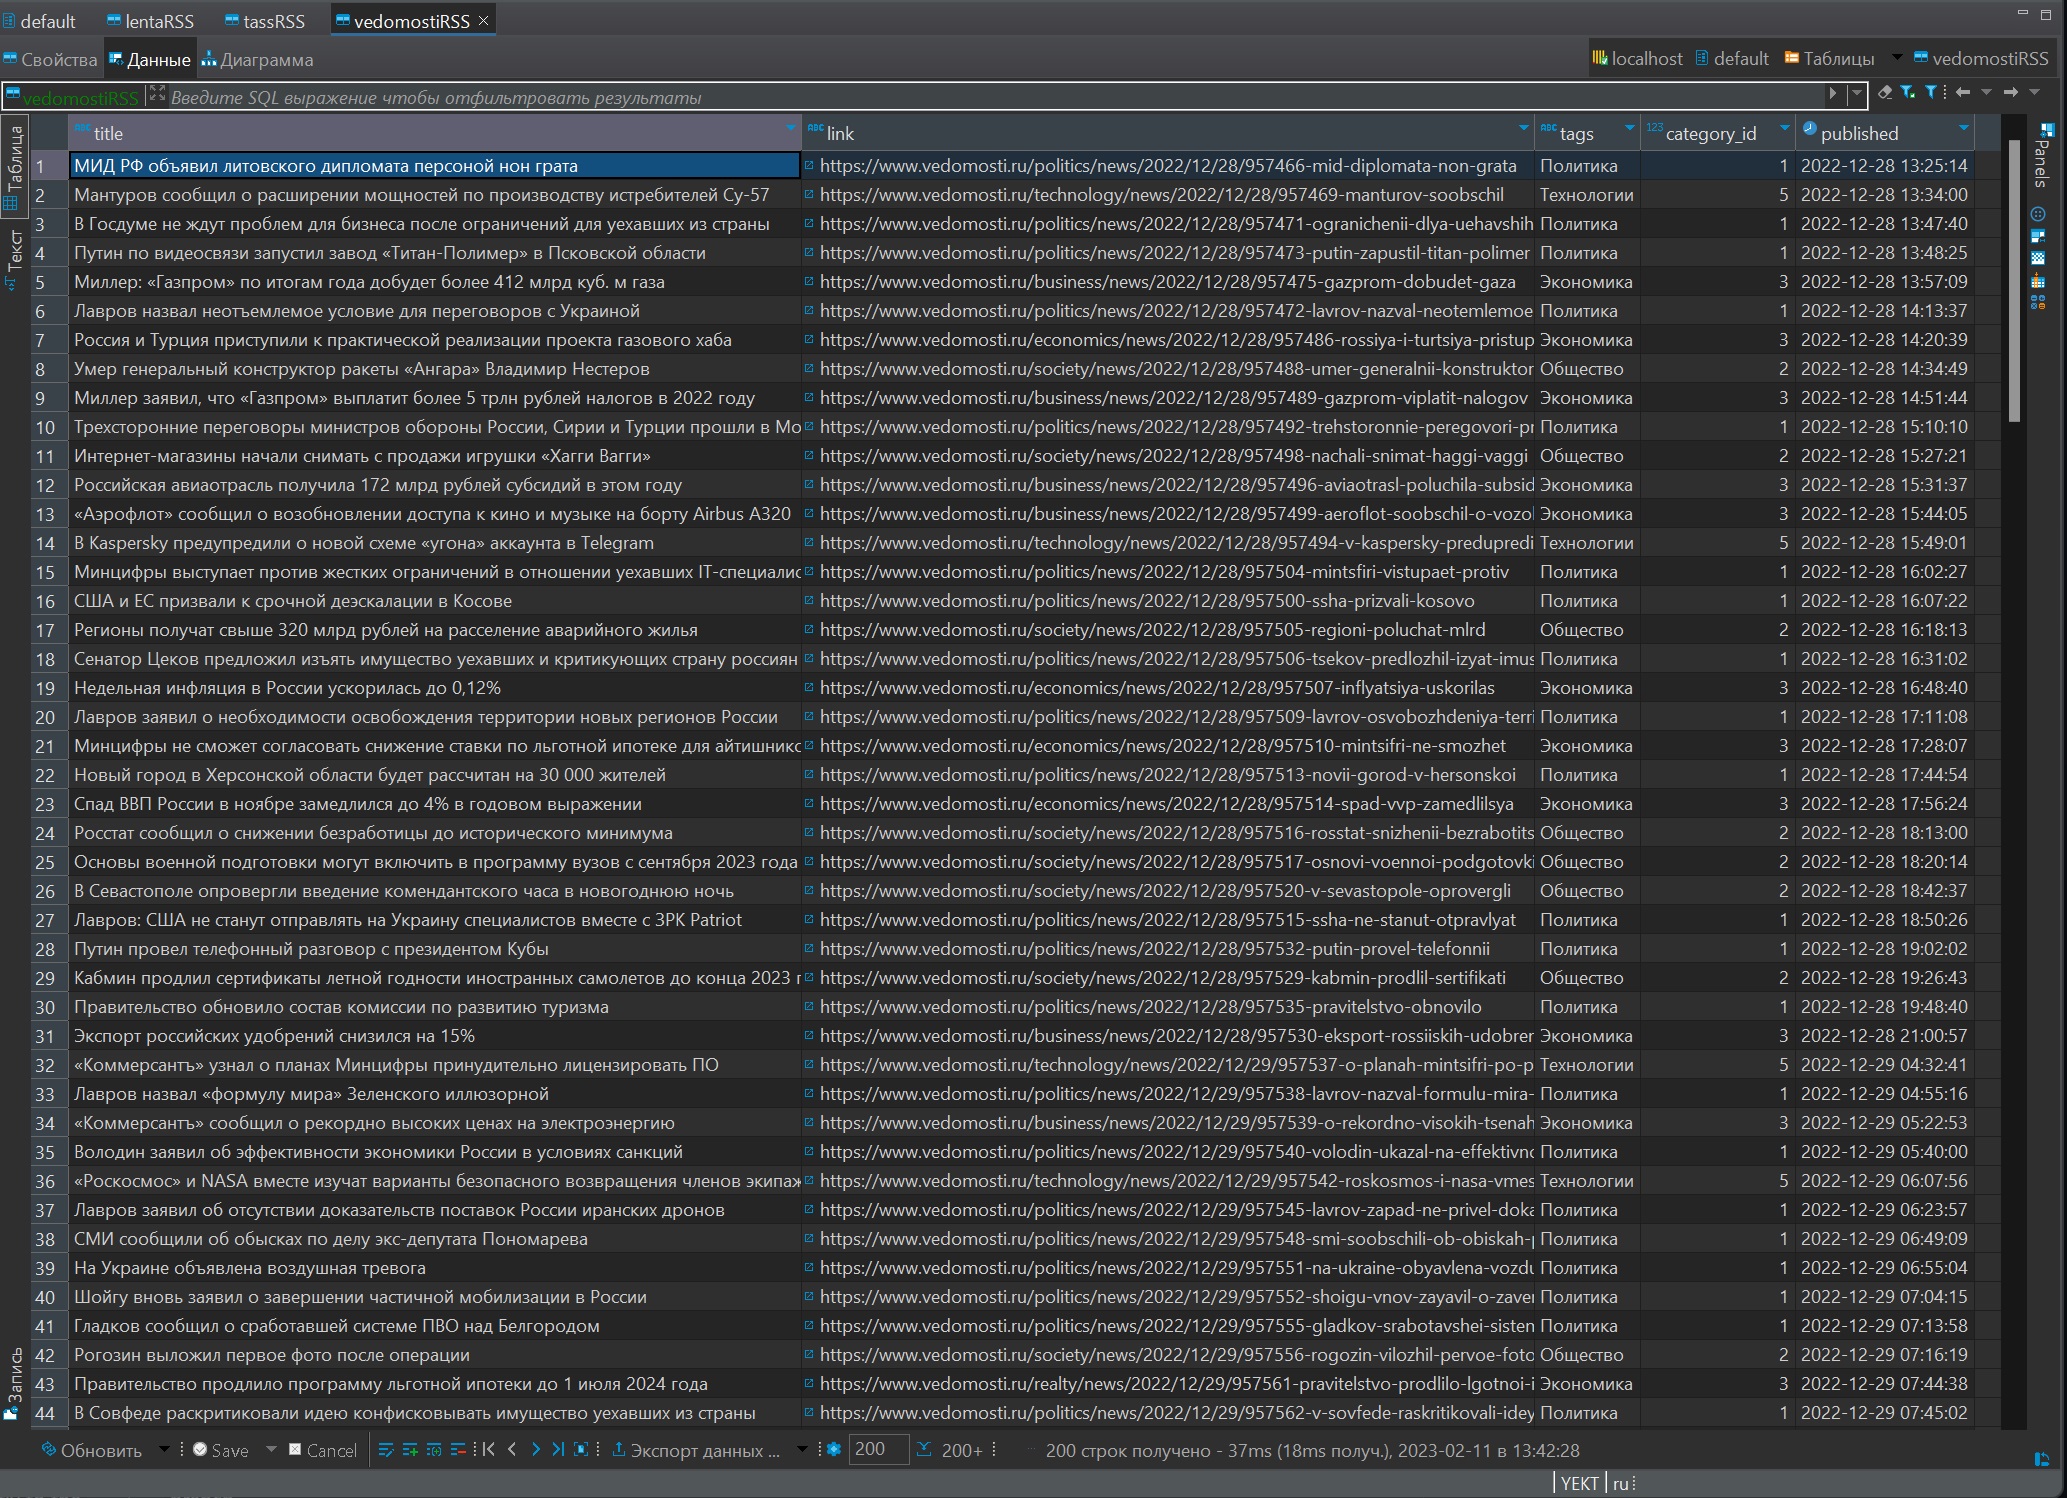 default lentaRSS tassRSS vedomostiRSS
Свойства Данные Диаграмма localhost default Таблицы vedomostiRSS
vedomostiRSS Введите SQL выражение чтобы отфильтровать результаты
Таблица
Текст
Запись
Panels
ABC title ABC link ABC tags 123 category_id published
1 МИД РФ объявил литовского дипломата персоной нон грата https://www.vedomosti.ru/politics/news/2022/12/28/957466-mid-diplomata-non-grata Политика 1 2022-12-28 13:25:14
2 Мантуров сообщил о расширении мощностей по производству истребителей Су-57 https://www.vedomosti.ru/technology/news/2022/12/28/957469-manturov-soobschil Технологии 5 2022-12-28 13:34:00
3 В Госдуме не ждут проблем для бизнеса после ограничений для уехавших из страны https://www.vedomosti.ru/politics/news/2022/12/28/957471-ogranichenii-dlya-uehavshih Политика 1 2022-12-28 13:47:40
4 Путин по видеосвязи запустил завод «Титан-Полимер» в Псковской области https://www.vedomosti.ru/politics/news/2022/12/28/957473-putin-zapustil-titan-polimer Политика 1 2022-12-28 13:48:25
5 Миллер: «Газпром» по итогам года добудет более 412 млрд куб. м газа https://www.vedomosti.ru/business/news/2022/12/28/957475-gazprom-dobudet-gaza Экономика 3 2022-12-28 13:57:09
6 Лавров назвал неотъемлемое условие для переговоров с Украиной https://www.vedomosti.ru/politics/news/2022/12/28/957472-lavrov-nazval-neotemlemoe Политика 1 2022-12-28 14:13:37
7 Россия и Турция приступили к практической реализации проекта газового хаба https://www.vedomosti.ru/economics/news/2022/12/28/957486-rossiya-i-turtsiya-pristup Экономика 3 2022-12-28 14:20:39
8 Умер генеральный конструктор ракеты «Ангара» Владимир Нестеров https://www.vedomosti.ru/society/news/2022/12/28/957488-umer-generalnii-konstruktor Общество 2 2022-12-28 14:34:49
9 Миллер заявил, что «Газпром» выплатит более 5 трлн рублей налогов в 2022 году https://www.vedomosti.ru/business/news/2022/12/28/957489-gazprom-viplatit-nalogov Экономика 3 2022-12-28 14:51:44
10 Трехсторонние переговоры министров обороны России, Сирии и Турции прошли в Мо https://www.vedomosti.ru/politics/news/2022/12/28/957492-trehstoronnie-peregovori-pr Политика 1 2022-12-28 15:10:10
11 Интернет-магазины начали снимать с продажи игрушки «Хагги Вагги» https://www.vedomosti.ru/society/news/2022/12/28/957498-nachali-snimat-haggi-vaggi Общество 2 2022-12-28 15:27:21
12 Российская авиаотрасль получила 172 млрд рублей субсидий в этом году https://www.vedomosti.ru/business/news/2022/12/28/957496-aviaotrasl-poluchila-subsid Экономика 3 2022-12-28 15:31:37
13 «Аэрофлот» сообщил о возобновлении доступа к кино и музыке на борту Airbus A320 https://www.vedomosti.ru/business/news/2022/12/28/957499-aeroflot-soobschil-o-vozo Экономика 3 2022-12-28 15:44:05
14 В Kaspersky предупредили о новой схеме «угона» аккаунта в Telegram https://www.vedomosti.ru/technology/news/2022/12/28/957494-v-kaspersky-predupredi Технологии 5 2022-12-28 15:49:01
15 Минцифры выступает против жестких ограничений в отношении уехавших IT-специалис https://www.vedomosti.ru/politics/news/2022/12/28/957504-mintsfiri-vistupaet-protiv Политика 1 2022-12-28 16:02:27
16 США и ЕС призвали к срочной деэскалации в Косове https://www.vedomosti.ru/politics/news/2022/12/28/957500-ssha-prizvali-kosovo Политика 1 2022-12-28 16:07:22
17 Регионы получат свыше 320 млрд рублей на расселение аварийного жилья https://www.vedomosti.ru/society/news/2022/12/28/957505-regioni-poluchat-mlrd Общество 2 2022-12-28 16:18:13
18 Сенатор Цеков предложил изъять имущество уехавших и критикующих страну россиян https://www.vedomosti.ru/politics/news/2022/12/28/957506-tsekov-predlozhil-izyat-imus Политика 1 2022-12-28 16:31:02
19 Недельная инфляция в России ускорилась до 0,12% https://www.vedomosti.ru/economics/news/2022/12/28/957507-inflyatsiya-uskorilas Экономика 3 2022-12-28 16:48:40
20 Лавров заявил о необходимости освобождения территории новых регионов России https://www.vedomosti.ru/politics/news/2022/12/28/957509-lavrov-osvobozhdeniya-terri Политика 1 2022-12-28 17:11:08
21 Минцифры не сможет согласовать снижение ставки по льготной ипотеке для айтишникс https://www.vedomosti.ru/economics/news/2022/12/28/957510-mintsifri-ne-smozhet Экономика 3 2022-12-28 17:28:07
22 Новый город в Херсонской области будет рассчитан на 30 000 жителей https://www.vedomosti.ru/politics/news/2022/12/28/957513-novii-gorod-v-hersonskoi Политика 1 2022-12-28 17:44:54
23 Спад ВВП России в ноябре замедлился до 4% в годовом выражении https://www.vedomosti.ru/economics/news/2022/12/28/957514-spad-vvp-zamedlilsya Экономика 3 2022-12-28 17:56:24
24 Росстат сообщил о снижении безработицы до исторического минимума https://www.vedomosti.ru/society/news/2022/12/28/957516-rosstat-snizhenii-bezrabotits Общество 2 2022-12-28 18:13:00
25 Основы военной подготовки могут включить в программу вузов с сентября 2023 года https://www.vedomosti.ru/society/news/2022/12/28/957517-osnovi-voennoi-podgotovki Общество 2 2022-12-28 18:20:14
26 В Севастополе опровергли введение комендантского часа в новогоднюю ночь https://www.vedomosti.ru/society/news/2022/12/28/957520-v-sevastopole-oprovergli Общество 2 2022-12-28 18:42:37
27 Лавров: США не станут отправлять на Украину специалистов вместе с ЗРК Patriot https://www.vedomosti.ru/politics/news/2022/12/28/957515-ssha-ne-stanut-otpravlyat Политика 1 2022-12-28 18:50:26
28 Путин провел телефонный разговор с президентом Кубы https://www.vedomosti.ru/politics/news/2022/12/28/957532-putin-provel-telefonnii Политика 1 2022-12-28 19:02:02
29 Кабмин продлил сертификаты летной годности иностранных самолетов до конца 2023 г https://www.vedomosti.ru/society/news/2022/12/28/957529-kabmin-prodlil-sertifikati Общество 2 2022-12-28 19:26:43
30 Правительство обновило состав комиссии по развитию туризма https://www.vedomosti.ru/politics/news/2022/12/28/957535-pravitelstvo-obnovilo Политика 1 2022-12-28 19:48:40
31 Экспорт российских удобрений снизился на 15% https://www.vedomosti.ru/business/news/2022/12/28/957530-eksport-rossiiskih-udobrer Экономика 3 2022-12-28 21:00:57
32 «Коммерсантъ» узнал о планах Минцифры принудительно лицензировать ПО https://www.vedomosti.ru/technology/news/2022/12/29/957537-o-planah-mintsifri-po-p Технологии 5 2022-12-29 04:32:41
33 Лавров назвал «формулу мира» Зеленского иллюзорной https://www.vedomosti.ru/politics/news/2022/12/29/957538-lavrov-nazval-formulu-mira- Политика 1 2022-12-29 04:55:16
34 «Коммерсантъ» сообщил о рекордно высоких ценах на электроэнергию https://www.vedomosti.ru/business/news/2022/12/29/957539-o-rekordno-visokih-tsenah Экономика 3 2022-12-29 05:22:53
35 Володин заявил об эффективности экономики России в условиях санкций https://www.vedomosti.ru/politics/news/2022/12/29/957540-volodin-ukazal-na-effektivno Политика 1 2022-12-29 05:40:00
36 «Роскосмос» и NASA вместе изучат варианты безопасного возвращения членов экипаж https://www.vedomosti.ru/technology/news/2022/12/29/957542-roskosmos-i-nasa-vmes Технологии 5 2022-12-29 06:07:56
37 Лавров заявил об отсутствии доказательств поставок России иранских дронов https://www.vedomosti.ru/politics/news/2022/12/29/957545-lavrov-zapad-ne-privel-doka Политика 1 2022-12-29 06:23:57
38 СМИ сообщили об обысках по делу экс-депутата Пономарева https://www.vedomosti.ru/politics/news/2022/12/29/957548-smi-soobschili-ob-obiskah-p Политика 1 2022-12-29 06:49:09
39 На Украине объявлена воздушная тревога https://www.vedomosti.ru/politics/news/2022/12/29/957551-na-ukraine-obyavlena-vozdu Политика 1 2022-12-29 06:55:04
40 Шойгу вновь заявил о завершении частичной мобилизации в России https://www.vedomosti.ru/politics/news/2022/12/29/957552-shoigu-vnov-zayavil-o-zaver Политика 1 2022-12-29 07:04:15
41 Гладков сообщил о сработавшей системе ПВО над Белгородом https://www.vedomosti.ru/politics/news/2022/12/29/957555-gladkov-srabotavshei-sistem Политика 1 2022-12-29 07:13:58
42 Рогозин выложил первое фото после операции https://www.vedomosti.ru/society/news/2022/12/29/957556-rogozin-vilozhil-pervoe-foto Общество 2 2022-12-29 07:16:19
43 Правительство продлило программу льготной ипотеки до 1 июля 2024 года https://www.vedomosti.ru/realty/news/2022/12/29/957561-pravitelstvo-prodlilo-lgotnoi-i Экономика 3 2022-12-29 07:44:38
44 В Совфеде раскритиковали идею конфисковывать имущество уехавших из страны https://www.vedomosti.ru/politics/news/2022/12/29/957562-v-sovfede-raskritikovali-idey Политика 1 2022-12-29 07:45:02
Обновить Save Cancel Экспорт данных ... 200 200+ 200 строк получено - 37ms (18ms получ.), 2023-02-11 в 13:42:28
YEKT ru